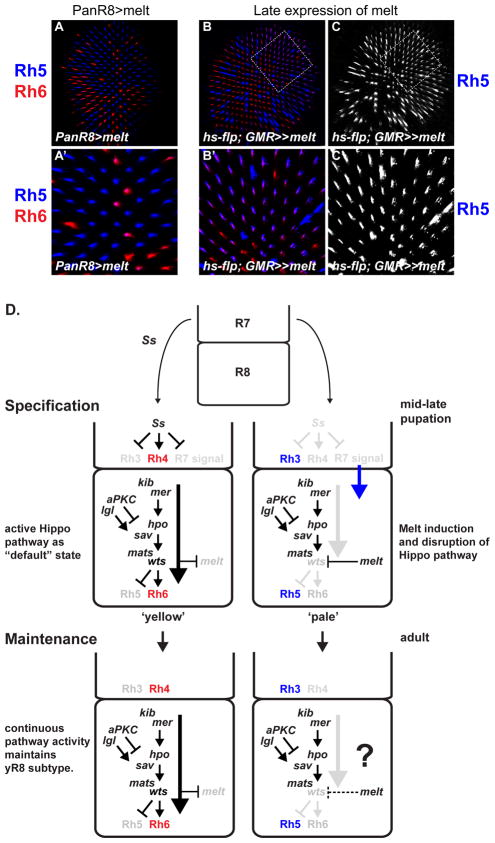 PanR8>melt
Late expression of melt
A
B
C
Rh5
Rh6
Rh5
PanR8>melt
hs-flp; GMR>>melt
hs-flp; GMR>>melt
A'
B'
C'
Rh5
Rh6
Rh5
PanR8>melt
hs-flp; GMR>>melt
hs-flp; GMR>>melt
D.
R7
R8
Ss
Specification
mid-late
pupation
Ss
Rh3 Rh4 R7 signal
kib
mer
aPKC
lgl
hpo
sav
mats
wts
melt
Rh5 Rh6
active Hippo
pathway as
“default” state
Ss
Rh3 Rh4 R7 signal
kib
mer
aPKC
lgl
hpo
sav
mats
wts
melt
Rh5 Rh6
Melt induction
and disruption of
Hippo pathway
‘yellow’
‘pale’
Maintenance
adult
Rh3 Rh4
kib
mer
aPKC
lgl
hpo
sav
mats
wts
melt
Rh5 Rh6
continuous
pathway activity
maintains
yR8 subtype.
Rh3 Rh4
kib
mer
aPKC
lgl
hpo
sav
mats
wts
melt
?
Rh5 Rh6